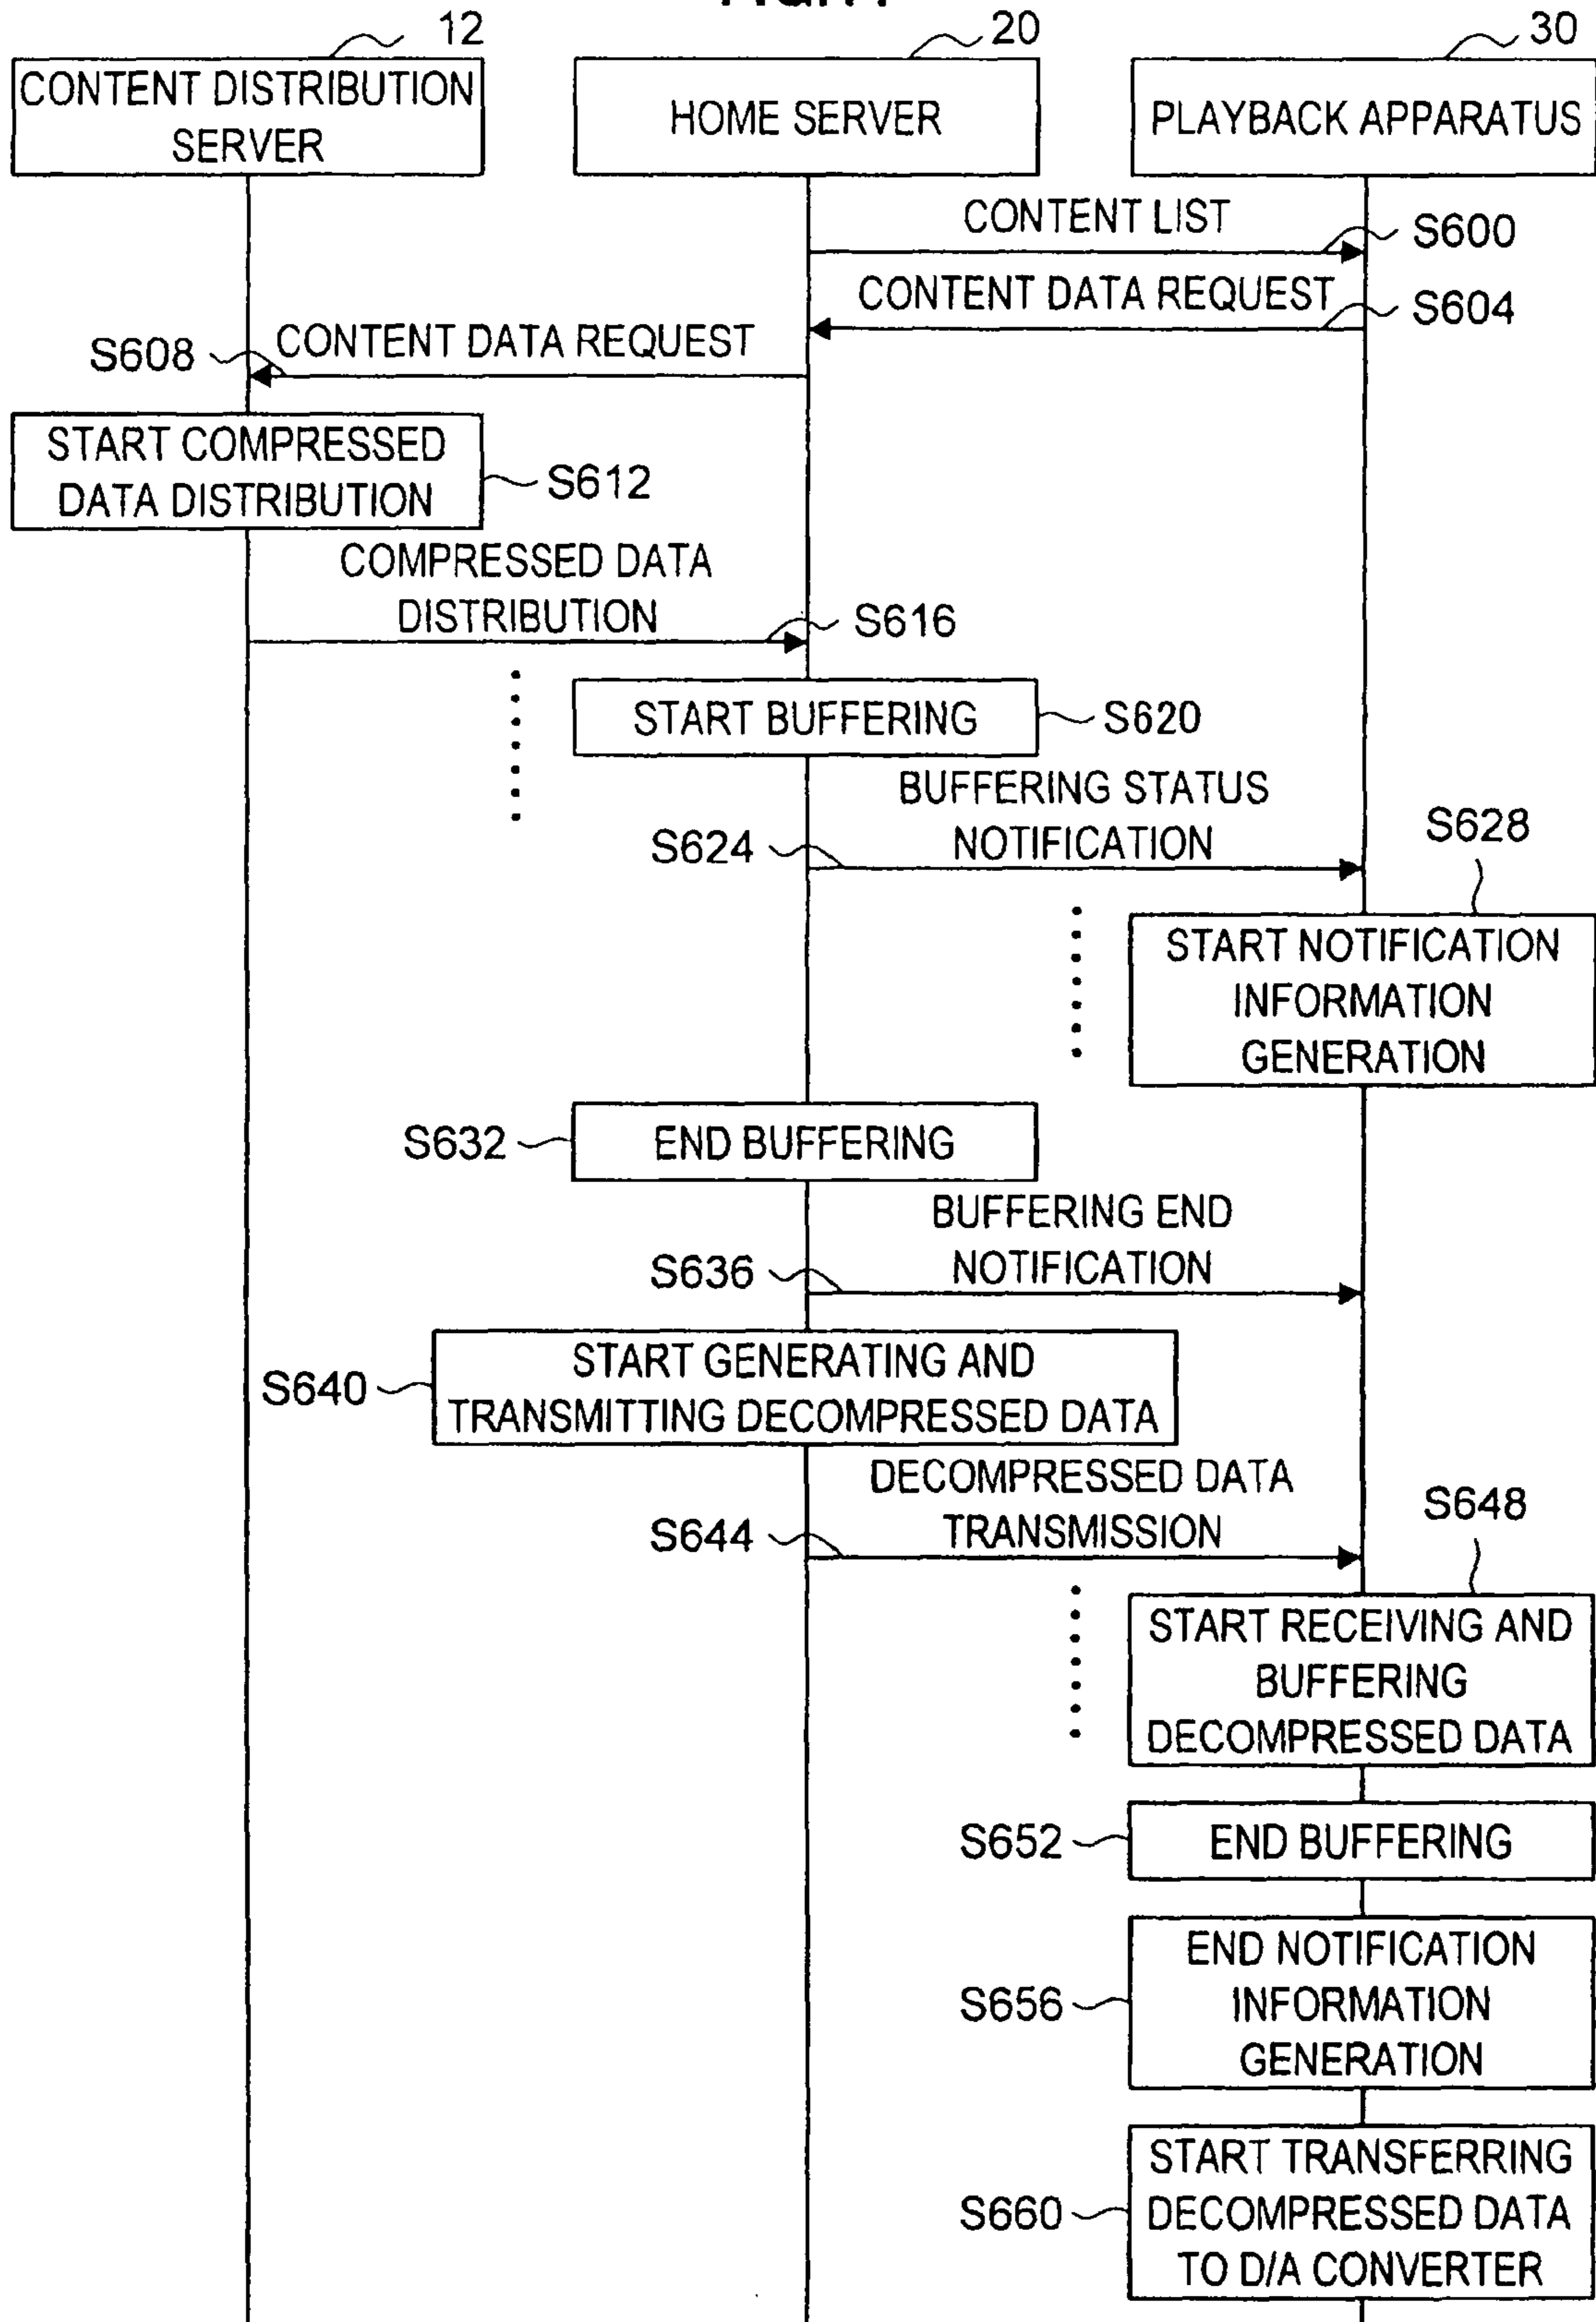 12
20
30
CONTENT DISTRIBUTION
SERVER
HOME SERVER
PLAYBACK APPARATUS
CONTENT LIST
S600
CONTENT DATA REQUEST
S604
S608
CONTENT DATA REQUEST
START COMPRESSED
DATA DISTRIBUTION
S612
COMPRESSED DATA
DISTRIBUTION
S616
START BUFFERING
S620
BUFFERING STATUS
NOTIFICATION
S624
S628
START NOTIFICATION
INFORMATION
GENERATION
S632
END BUFFERING
BUFFERING END
NOTIFICATION
S636
S640
START GENERATING AND
TRANSMITTING DECOMPRESSED DATA
DECOMPRESSED DATA
TRANSMISSION
S644
S648
START RECEIVING AND
BUFFERING
DECOMPRESSED DATA
S652
END BUFFERING
S656
END NOTIFICATION
INFORMATION
GENERATION
S660
START TRANSFERRING
DECOMPRESSED DATA
TO D/A CONVERTER